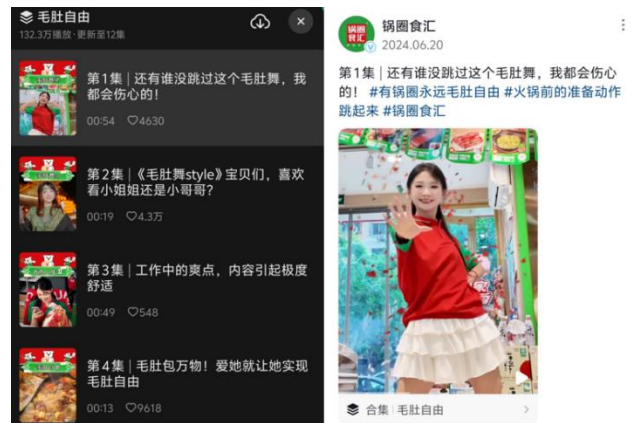 毛肚自由
132.3万播放·更新至12集
第1集｜还有谁没跳过这个毛肚舞，我
都会伤心的！
00:54 ♡4630
第2集｜《毛肚舞style》宝贝们，喜欢
看小姐姐还是小哥哥？
00:19 ♡4.3万
第3集｜工作中的爽点，内容引起极度
舒适
00:49 ♡548
第4集｜毛肚包万物！爱她就让她实现
毛肚自由
00:13 ♡9618
锅圈
食汇
锅圈食汇
2024.06.20
第1集｜还有谁没跳过这个毛肚舞，我都会伤心
的！ #有锅圈永远毛肚自由 #火锅前的准备动作
跳起来 #锅圈食汇
合集｜毛肚自由